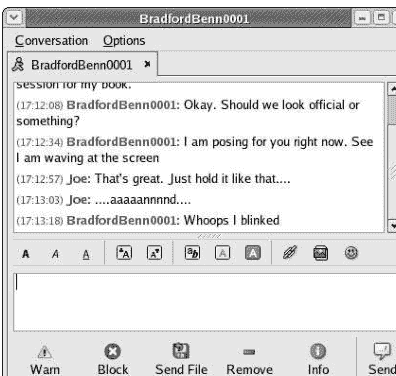 BradfordBenn0001
Conversation Options
BradfordBenn0001
session for my book.
(17:12:08) BradfordBenn0001: Okay. Should we look official or
something?
(17:12:34) BradfordBenn0001: I am posing for you right now. See
I am waving at the screen
(17:12:57) Joe: That's great. Just hold it like that....
(17:13:03) Joe: ....aaaaannnnd....
(17:13:18) BradfordBenn0001: Whoops I blinked
A A A A A ab A A
Warn Block Send File Remove Info Send